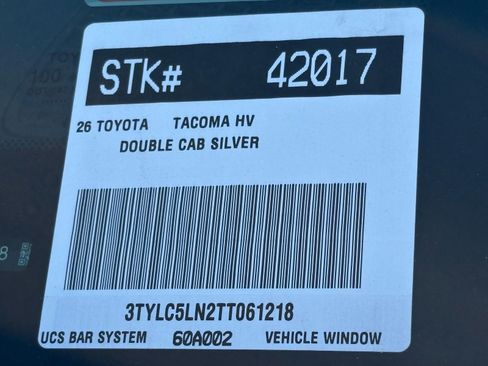 STK# 42017
26 TOYOTA TACOMA HV
DOUBLE CAB SILVER
3TYLC5LN2TT061218
UCS BAR SYSTEM 60A002 VEHICLE WINDOW